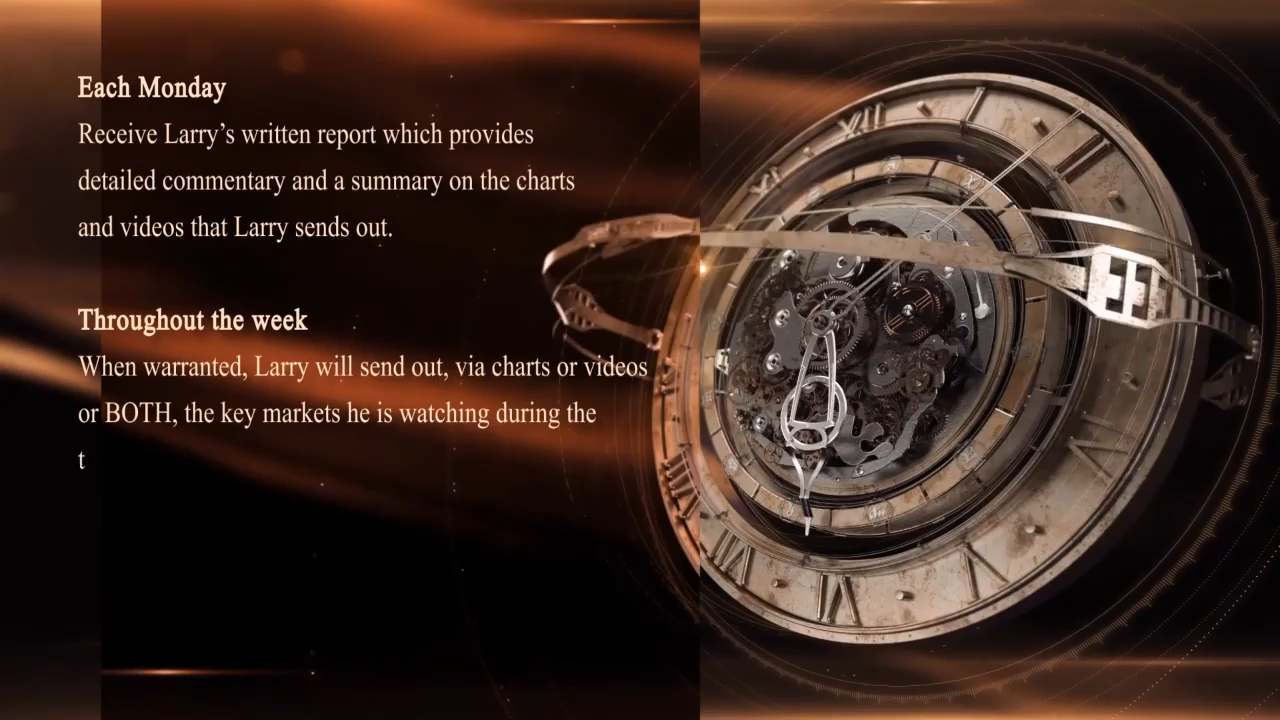 Each Monday
Receive Larry’s written report which provides
detailed commentary and a summary on the charts
and videos that Larry sends out.
Throughout the week
When warranted, Larry will send out, via charts or videos
or BOTH, the key markets he is watching during the
t